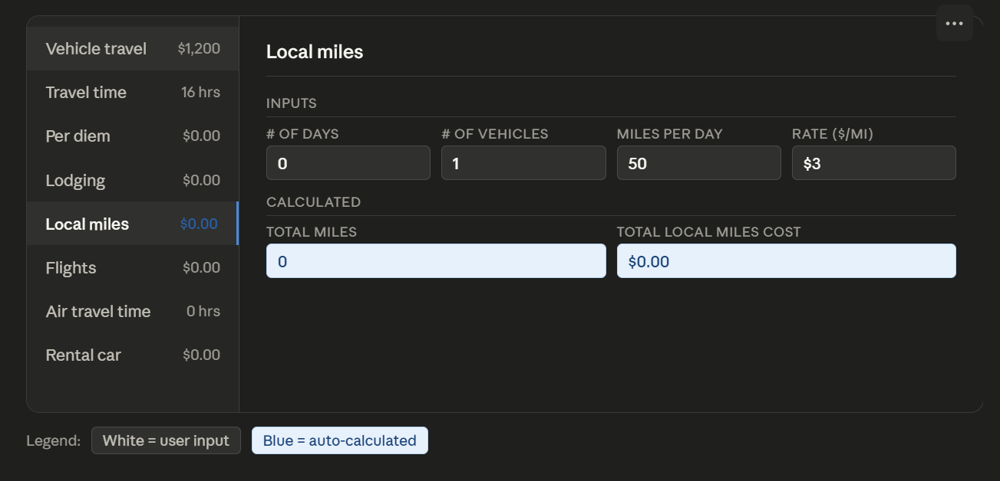 Vehicle travel $1,200
Travel time 16 hrs
Per diem $0.00
Lodging $0.00
Local miles $0.00
Flights $0.00
Air travel time 0 hrs
Rental car $0.00
Local miles
INPUTS
# OF DAYS # OF VEHICLES MILES PER DAY RATE ($/MI)
0 1 50 $3
CALCULATED
TOTAL MILES TOTAL LOCAL MILES COST
0 $0.00
Legend: White = user input Blue = auto-calculated